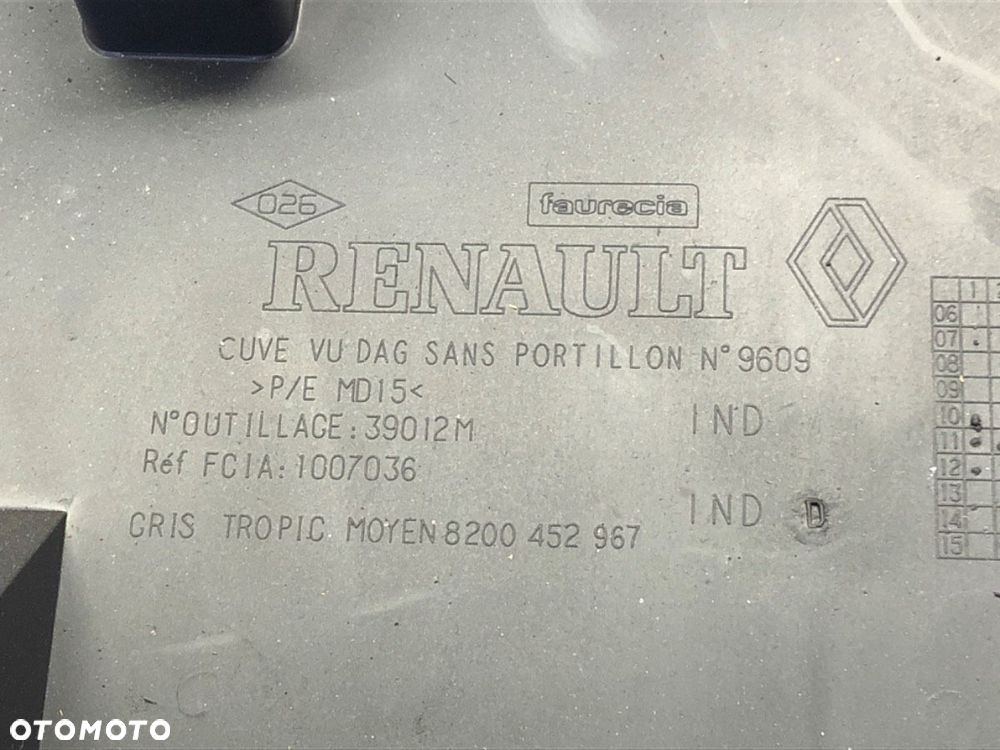 026
faurecia
RENAULT
CUVE VU DAG SANS PORTILLON N° 9609
>P/E MD15<
N°OUTILLAGE: 39012M
IND
Réf FCIA: 1007036
IND D
GRIS TROPIC MOYEN 8200 452 967
1
06
07
08
09
10
11
12
13
14
15
OTOMOTO